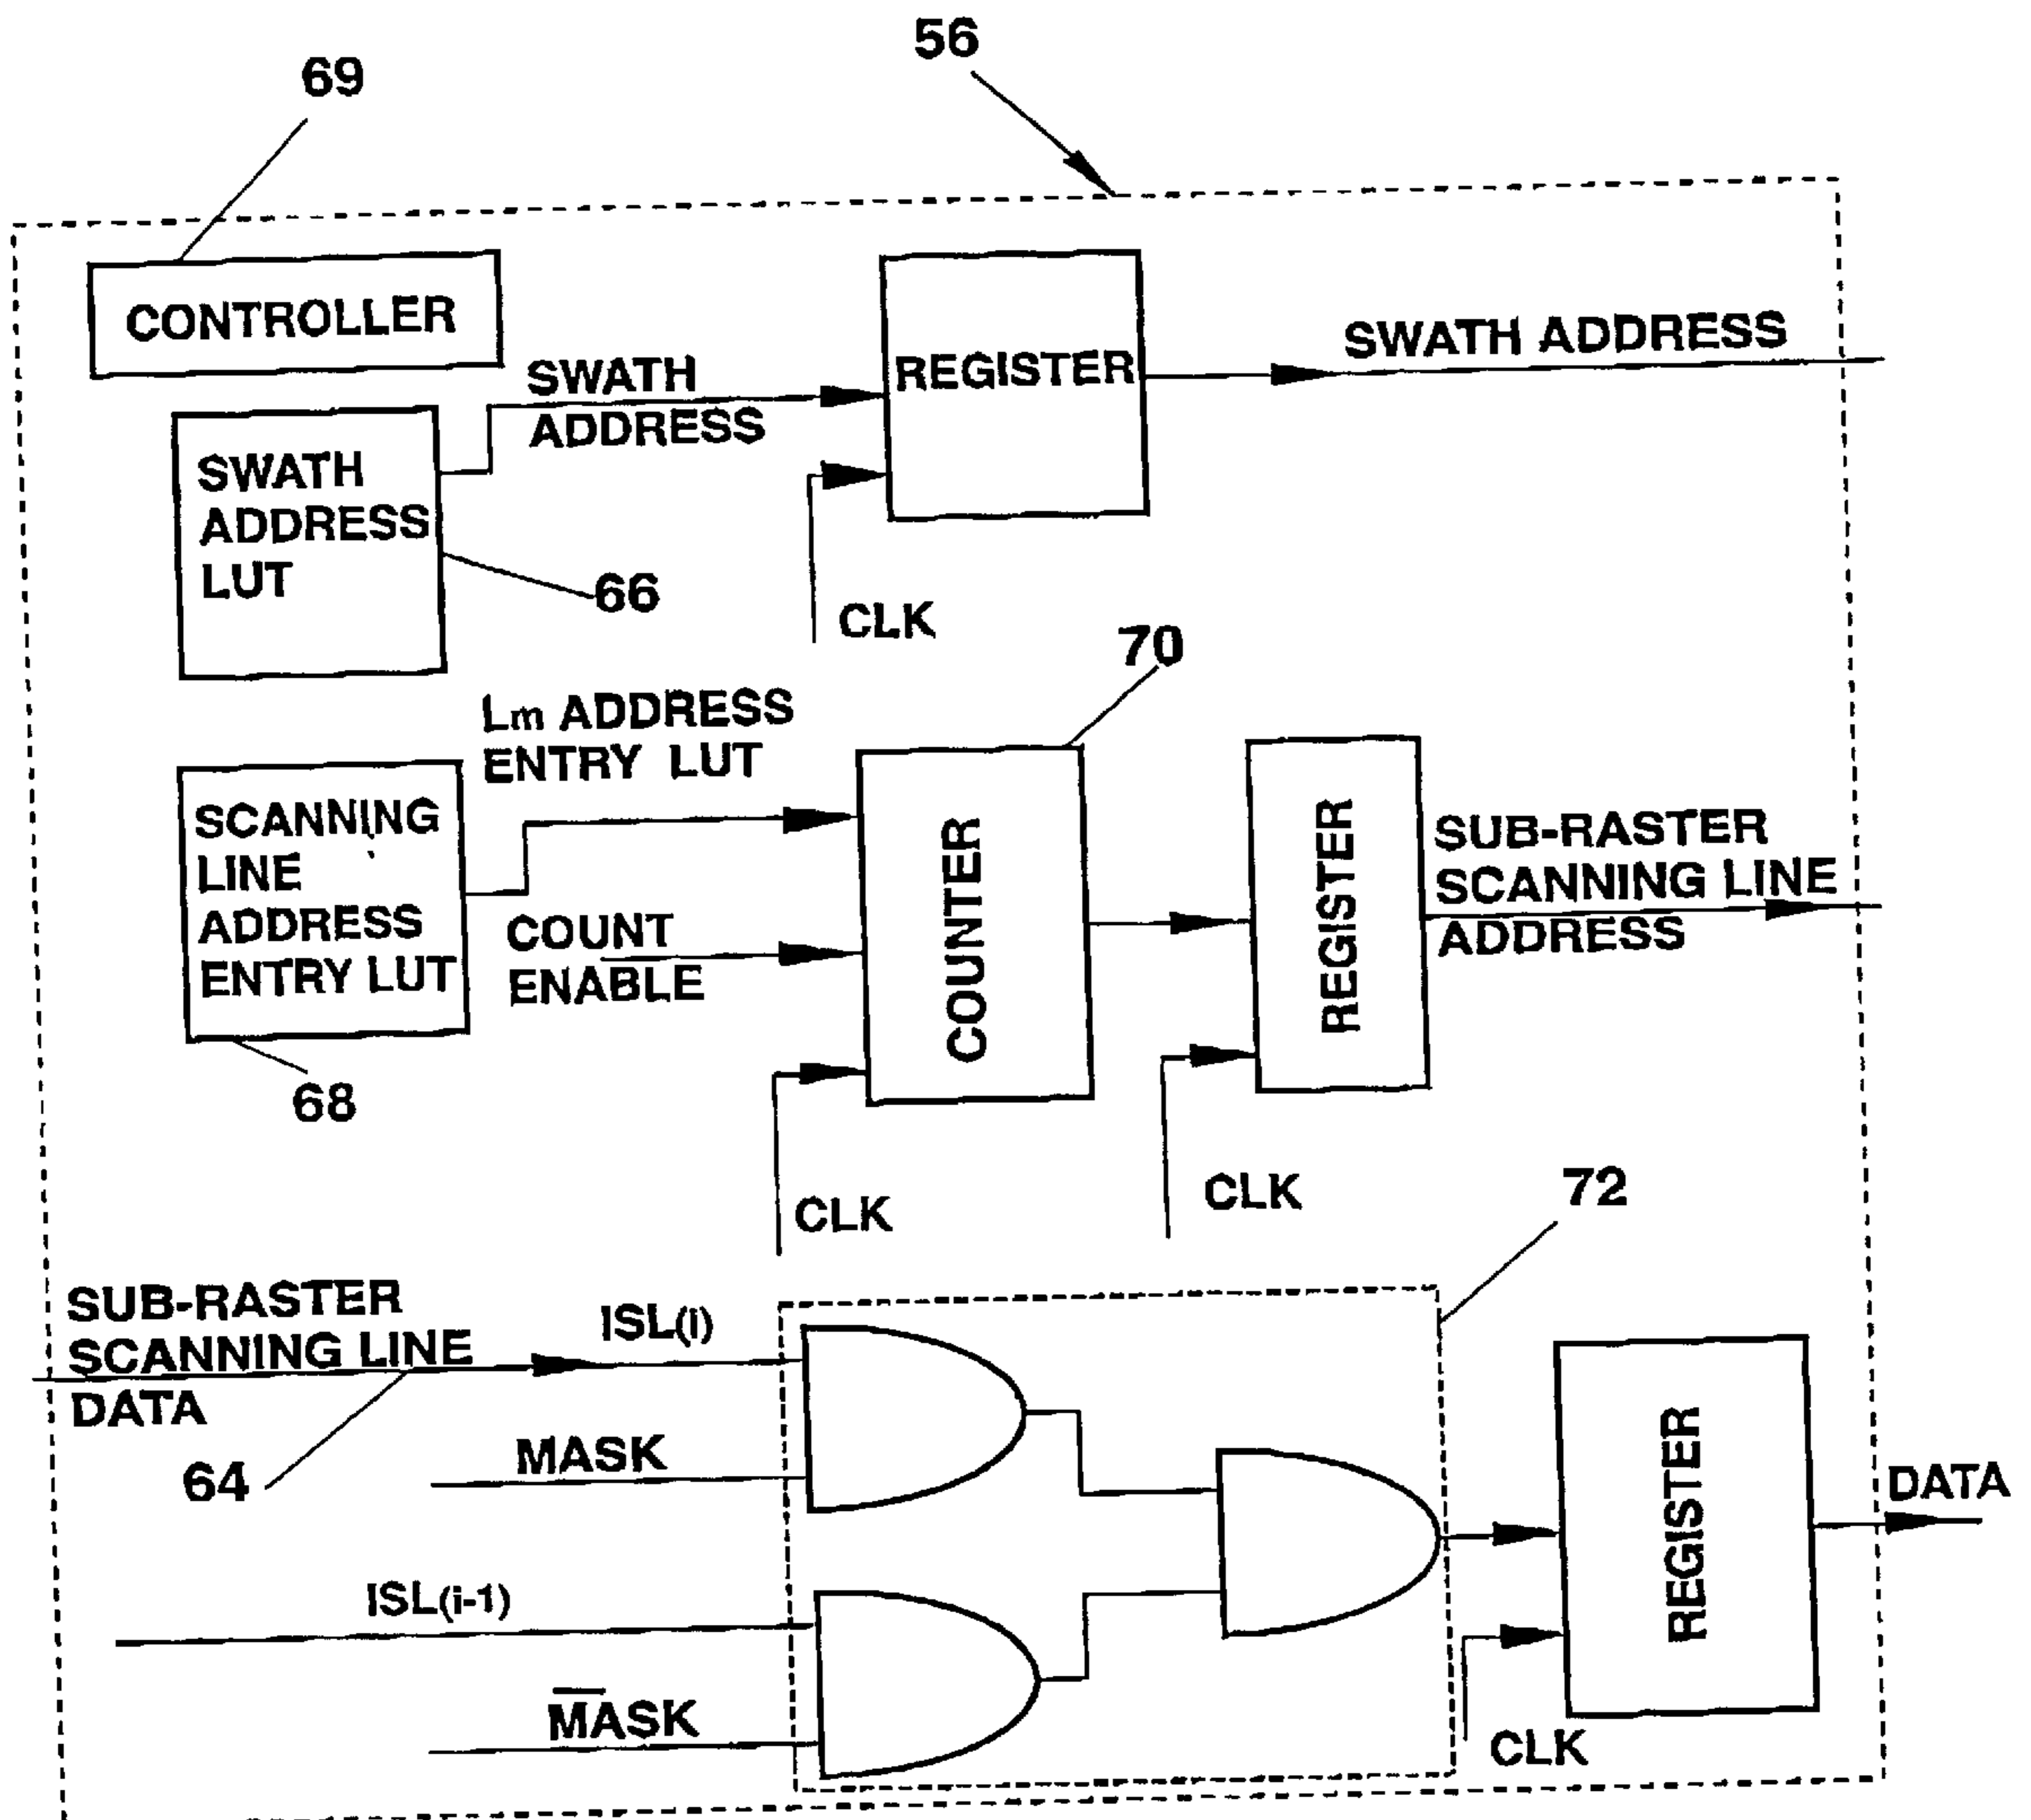 56
69
CONTROLLER
REGISTER
SWATH ADDRESS
SWATH
ADDRESS
SWATH
ADDRESS
LUT
66
CLK
70
Lm ADDRESS
ENTRY LUT
SCANNING
LINE
ADDRESS
ENTRY LUT
COUNT
ENABLE
COUNTER
REGISTER
SUB-RASTER
SCANNING LINE
ADDRESS
68
CLK
CLK
72
SUB-RASTER
SCANNING LINE
DATA
ISL(i)
64
MASK
ISL(i-1)
M̅A̅SK
REGISTER
DATA
CLK